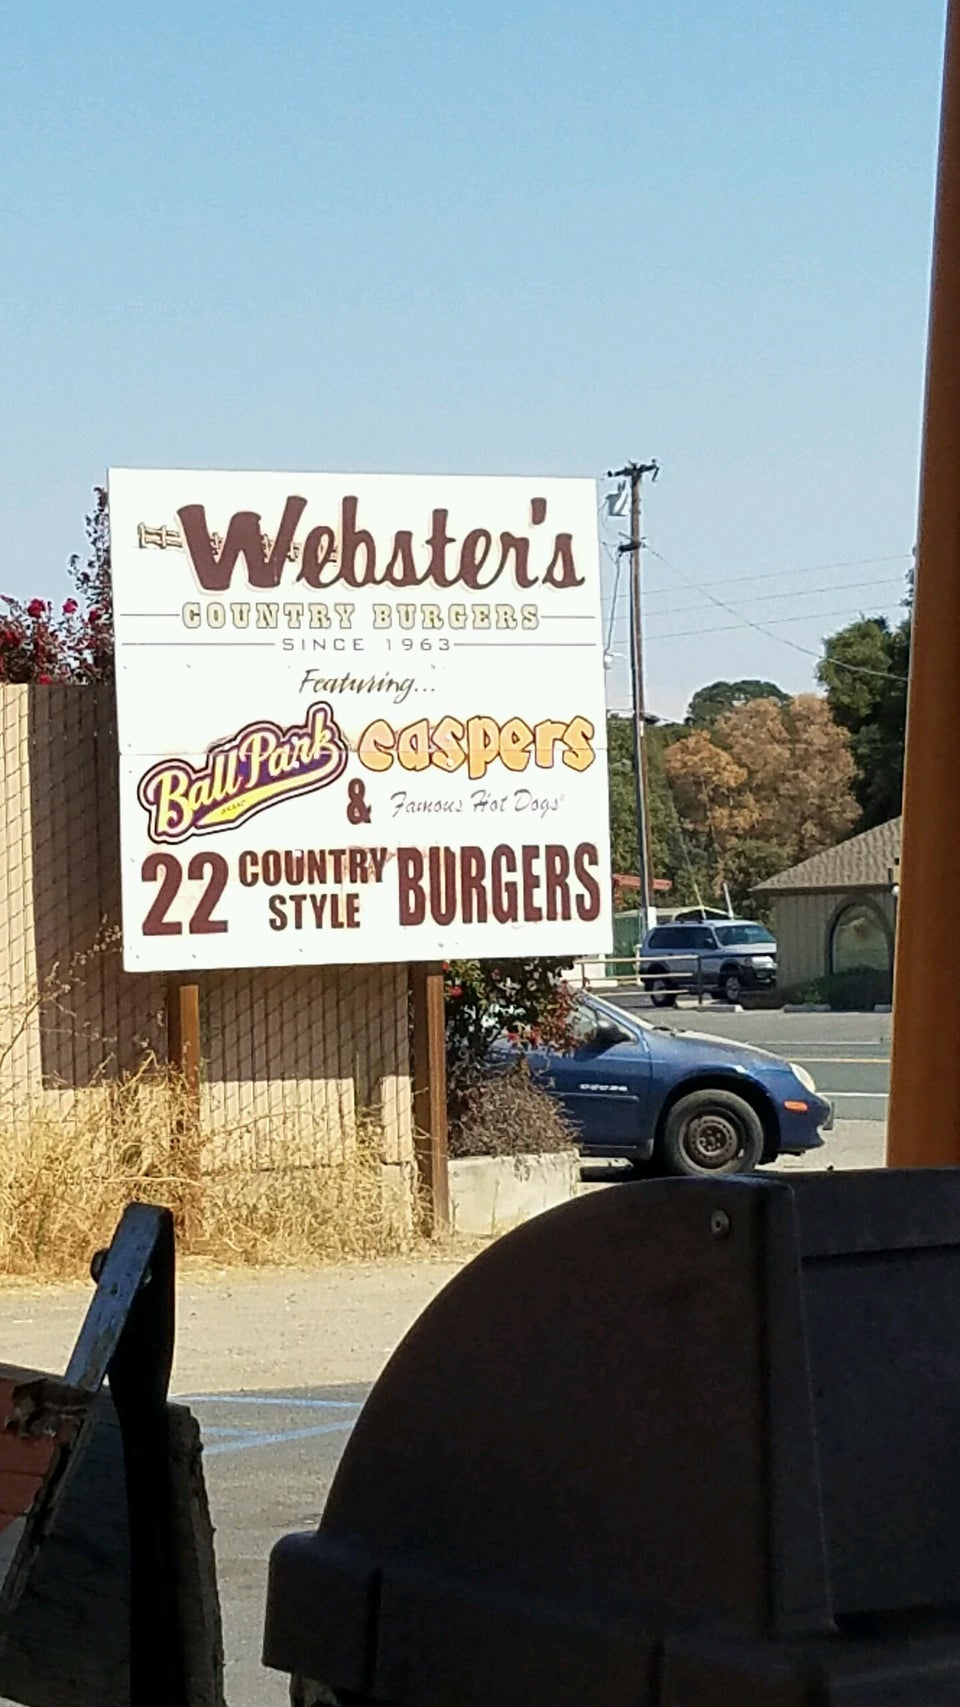 Webster's
COUNTRY BURGERS
SINCE 1963
Featuring...
Ball Park
caspers
& Famous Hot Dogs
22 COUNTRY STYLE BURGERS